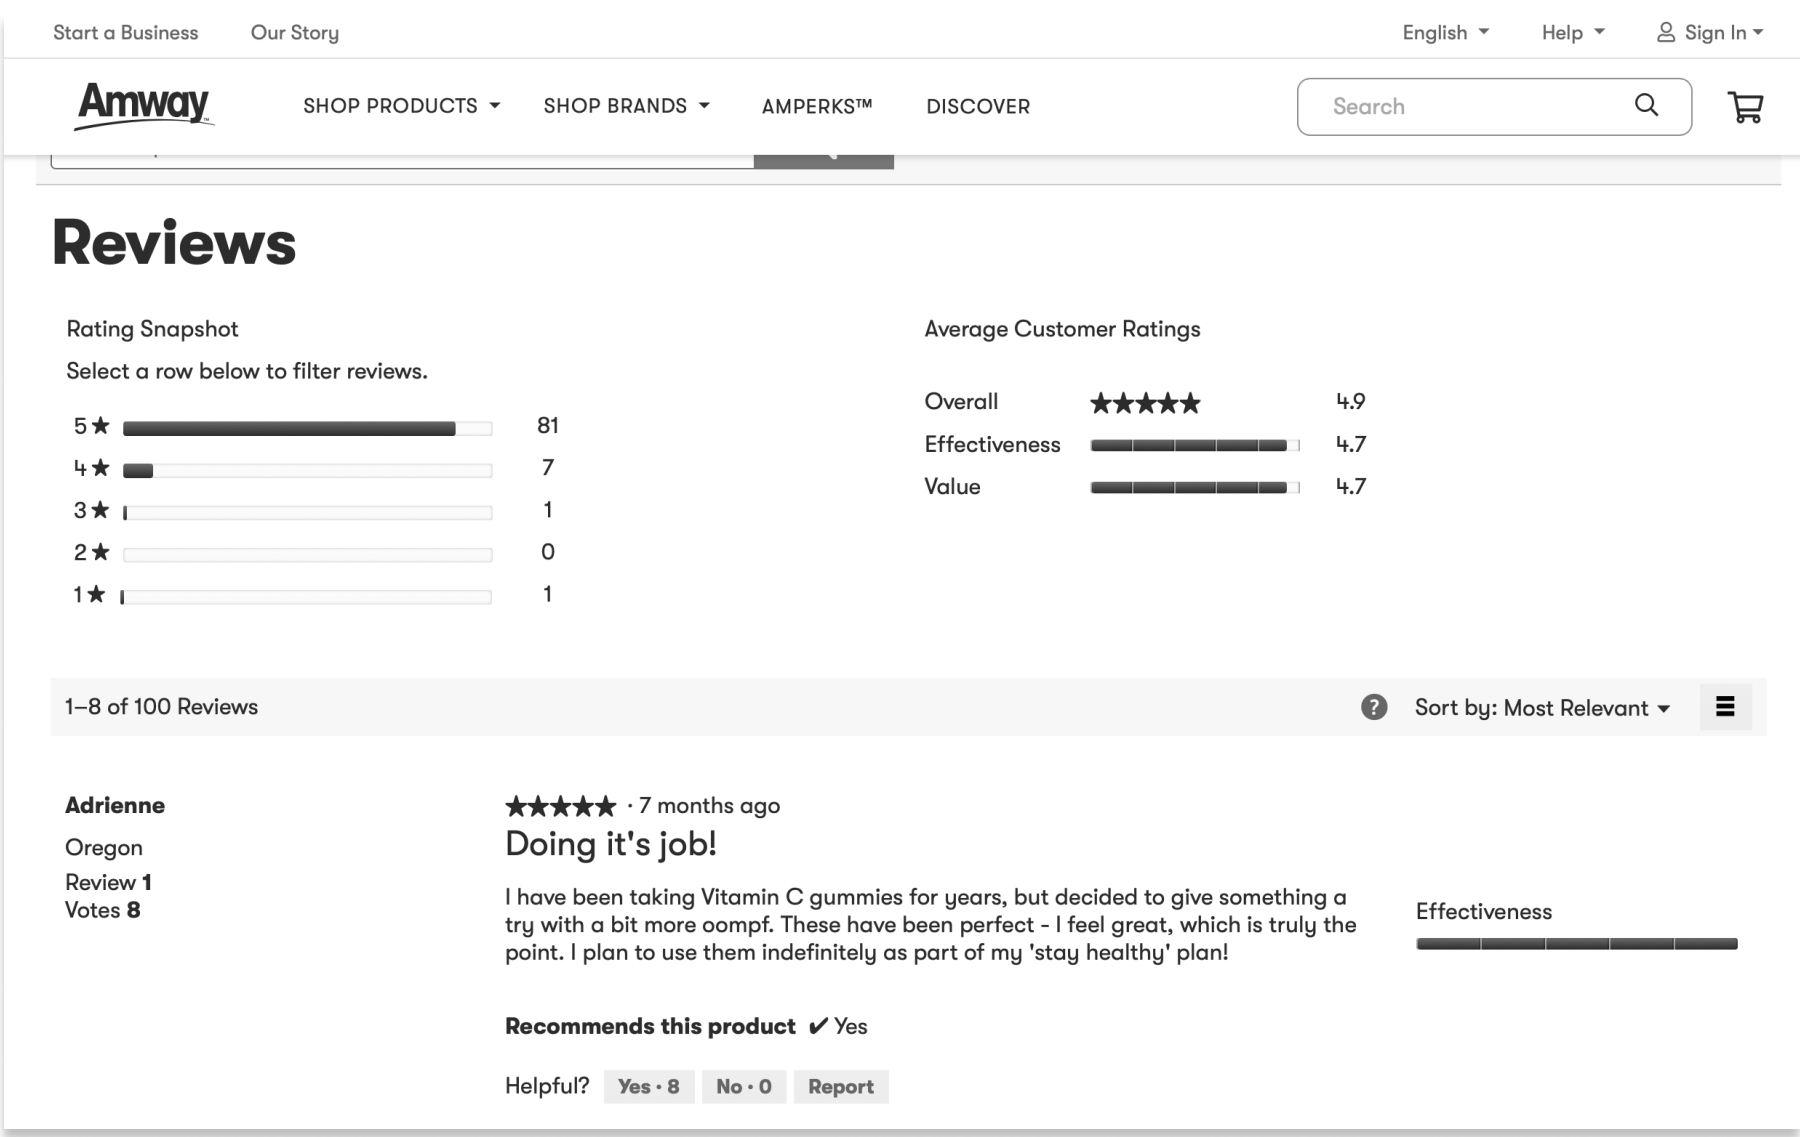 Start a Business Our Story English Help Sign In
Amway™ SHOP PRODUCTS SHOP BRANDS AMPERKS™ DISCOVER Search
Reviews
Rating Snapshot
Select a row below to filter reviews.
5★ 81
4★ 7
3★ 1
2★ 0
1★ 1
Average Customer Ratings
Overall ★★★★★ 4.9
Effectiveness 4.7
Value 4.7
1–8 of 100 Reviews ? Sort by: Most Relevant
Adrienne
Oregon
Review 1
Votes 8
★★★★★ · 7 months ago
Doing it's job!
I have been taking Vitamin C gummies for years, but decided to give something a
try with a bit more oompf. These have been perfect - I feel great, which is truly the
point. I plan to use them indefinitely as part of my 'stay healthy' plan!
Effectiveness
Recommends this product ✔ Yes
Helpful? Yes · 8 No · 0 Report